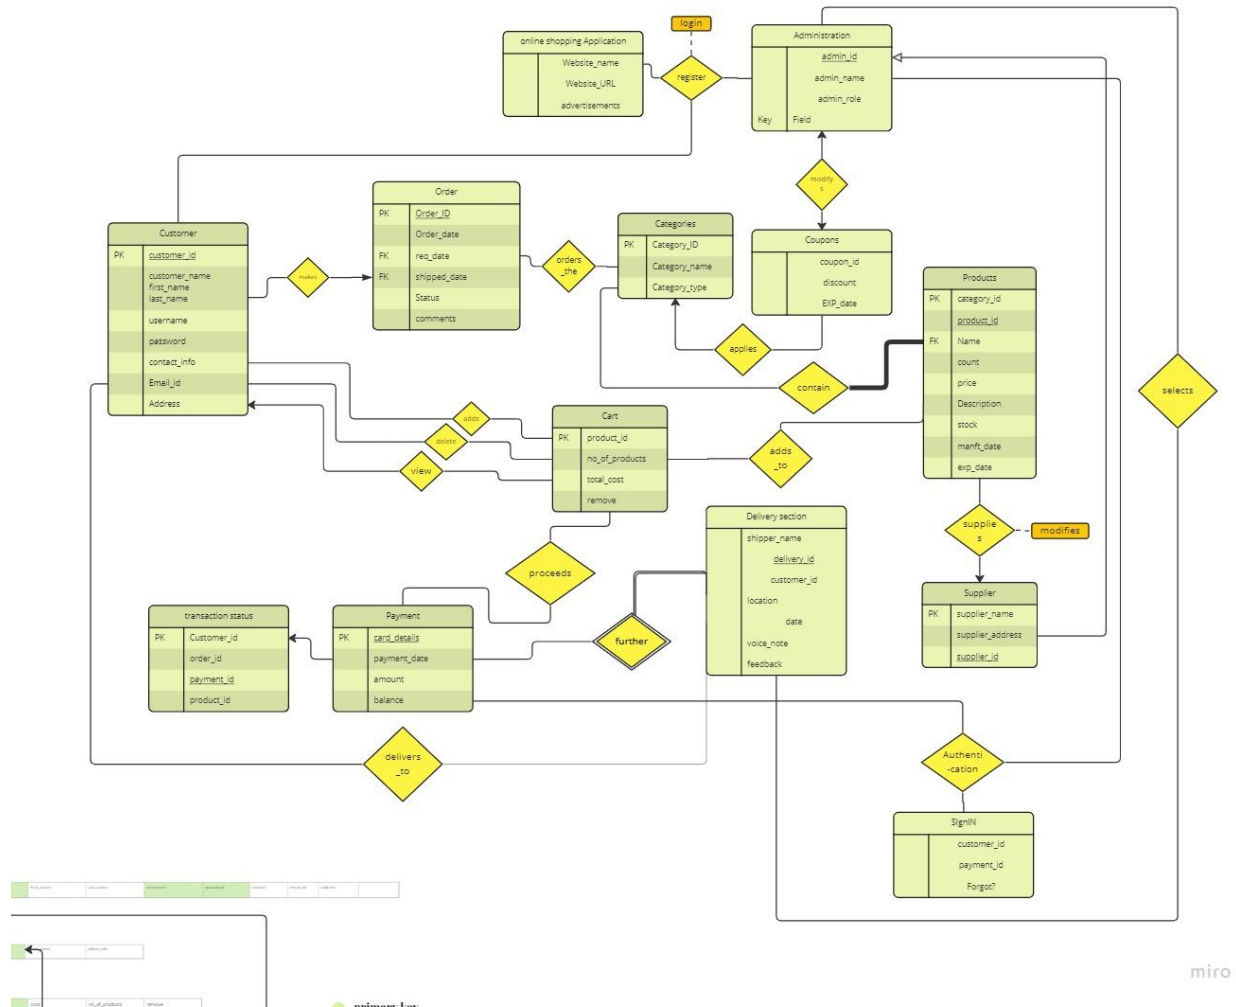 login
online shopping Application
Website_name
Website_URL
advertisements
register
Administration
admin_id
admin_name
admin_role
Key Field
modify
s
Order
PK Order_ID
Order_date
FK req_date
FK shipped_date
Status
comments
Customer
PK customer_id
customer_name
first_name
last_name
username
password
contact_info
Email_id
Address
makes
orders
_the
Categories
PK Category_ID
Category_name
Category_type
Coupons
coupon_id
discount
EXP_date
applies
contain
Products
PK category_id
product_id
FK Name
count
price
Description
stock
manft_date
exp_date
selects
adds
delete
view
Cart
PK product_id
no_of_products
total_cost
remove
adds
_to
supplie
s
modifies
Delivery section
shipper_name
delivery_id
customer_id
location
date
voice_note
feedback
proceeds
Supplier
PK supplier_name
supplier_address
supplier_id
transaction status
PK Customer_id
order_id
payment_id
product_id
Payment
PK card_details
payment_date
amount
balance
further
delivers
_to
Authenti
-cation
SIgnIN
customer_id
payment_id
Forgot?
no_of_products remove
primary key
miro